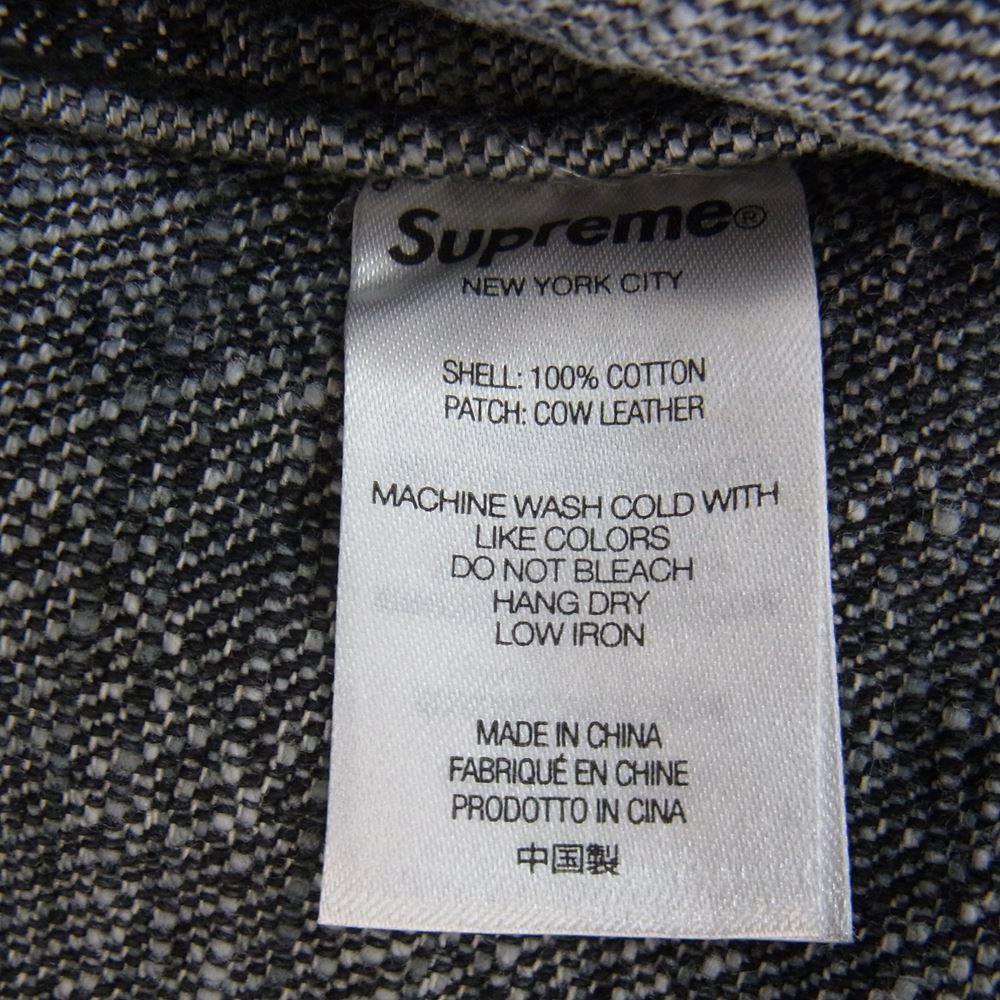 Supreme®
NEW YORK CITY
SHELL: 100% COTTON
PATCH: COW LEATHER
MACHINE WASH COLD WITH
LIKE COLORS
DO NOT BLEACH
HANG DRY
LOW IRON
MADE IN CHINA
FABRIQUÉ EN CHINE
PRODOTTO IN CINA
中国製